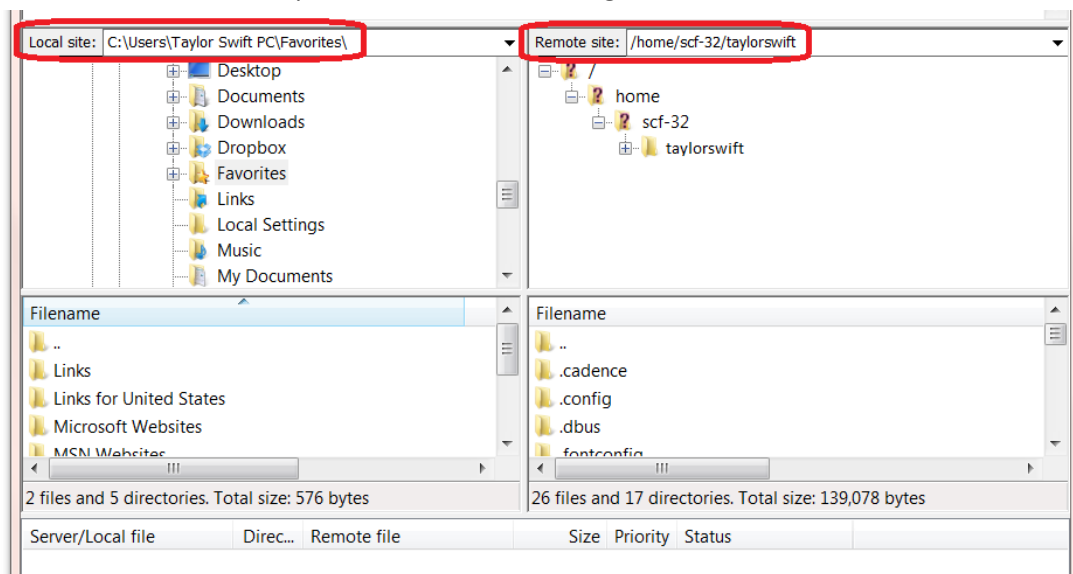 Local site: C:\Users\Taylor Swift PC\Favorites\
Desktop
Documents
Downloads
Dropbox
Favorites
Links
Local Settings
Music
My Documents
Remote site: /home/scf-32/taylorswift
/
home
scf-32
taylorswift
Filename
..
Links
Links for United States
Microsoft Websites
MSN Websites
2 files and 5 directories. Total size: 576 bytes
Filename
..
.cadence
.config
.dbus
.fontconfig
26 files and 17 directories. Total size: 139,078 bytes
Server/Local file Direc... Remote file Size Priority Status